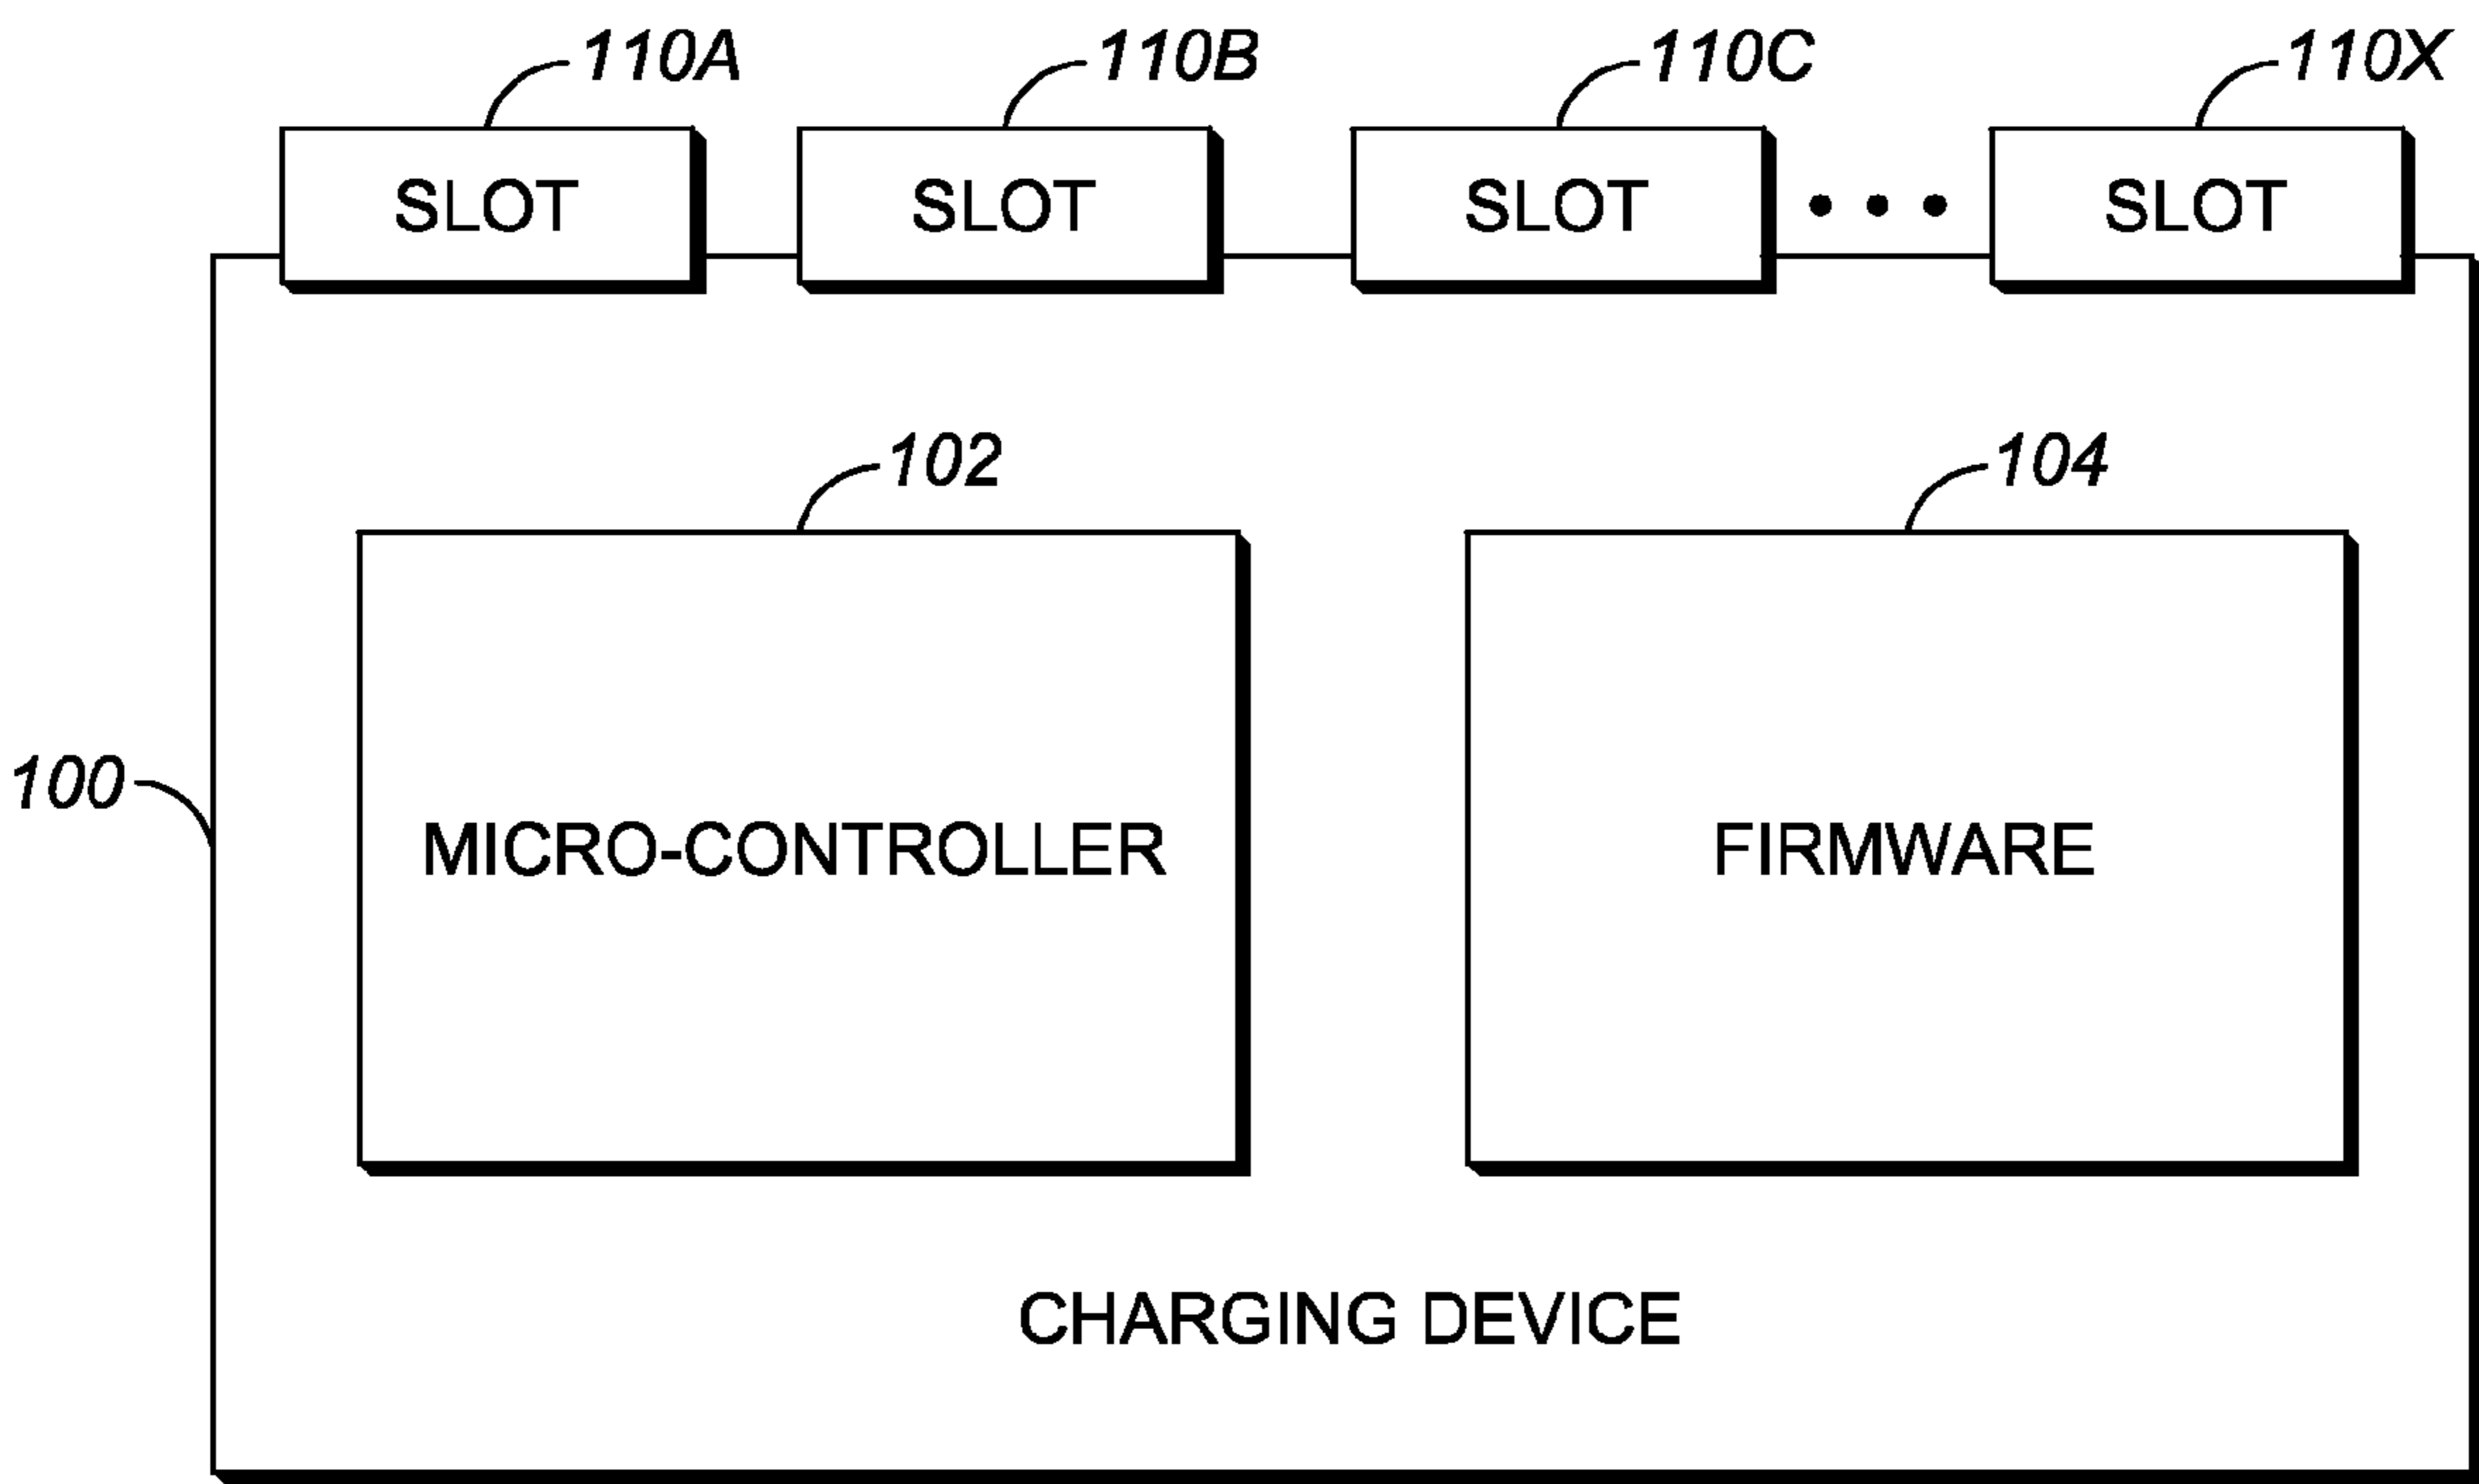 110A 110B 110C 110X
SLOT SLOT SLOT ● ● ● SLOT
102 104
100
MICRO-CONTROLLER FIRMWARE
CHARGING DEVICE